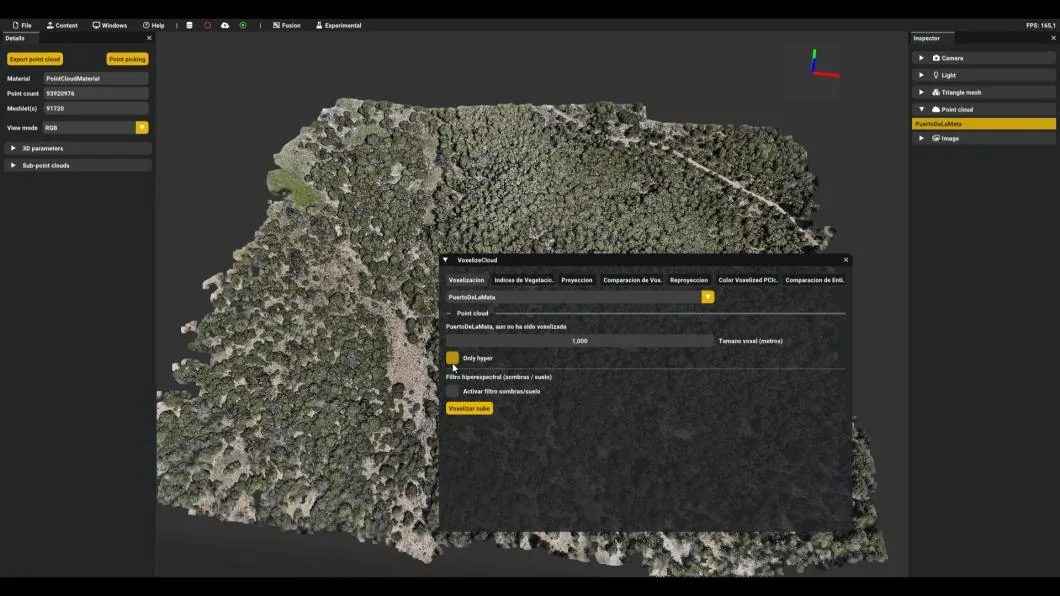 File Content Windows Help Fusion Experimental FPS: 165,1
Details
Export point cloud Point picking
Material PointCloudMaterial
Point count 93920976
Meshlet(s) 91720
View mode RGB
3D parameters
Sub-point clouds
VoxelizeCloud
Voxelizacion Indices de Vegetacic. Proyeccion Comparacion de Vox. Reproyeccion Color Voxelized PClc. Comparacion de Enti.
PuertoDeLaMata
Point cloud
PuertoDeLaMata, aun no ha sido voxelizada
1,000 Tamano voxel (metros)
Only hyper
Filtro hiperespectral (sombras / suelo)
Activar filtro sombras/suelo
Voxelizar nube
Inspector
Camera
Light
Triangle mesh
Point cloud
PuertoDeLaMata
Image